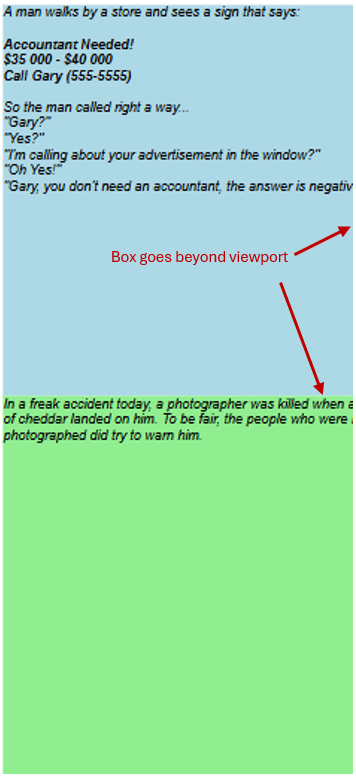 A man walks by a store and sees a sign that says:
Accountant Needed!
$35 000 - $40 000
Call Gary (555-5555)
So the man called right a way...
"Gary?"
"Yes?"
"I'm calling about your advertisement in the window?"
"Oh Yes!"
"Gary, you don't need an accountant, the answer is negativ
Box goes beyond viewport
In a freak accident today, a photographer was killed when a
of cheddar landed on him. To be fair, the people who were
photographed did try to warn him.